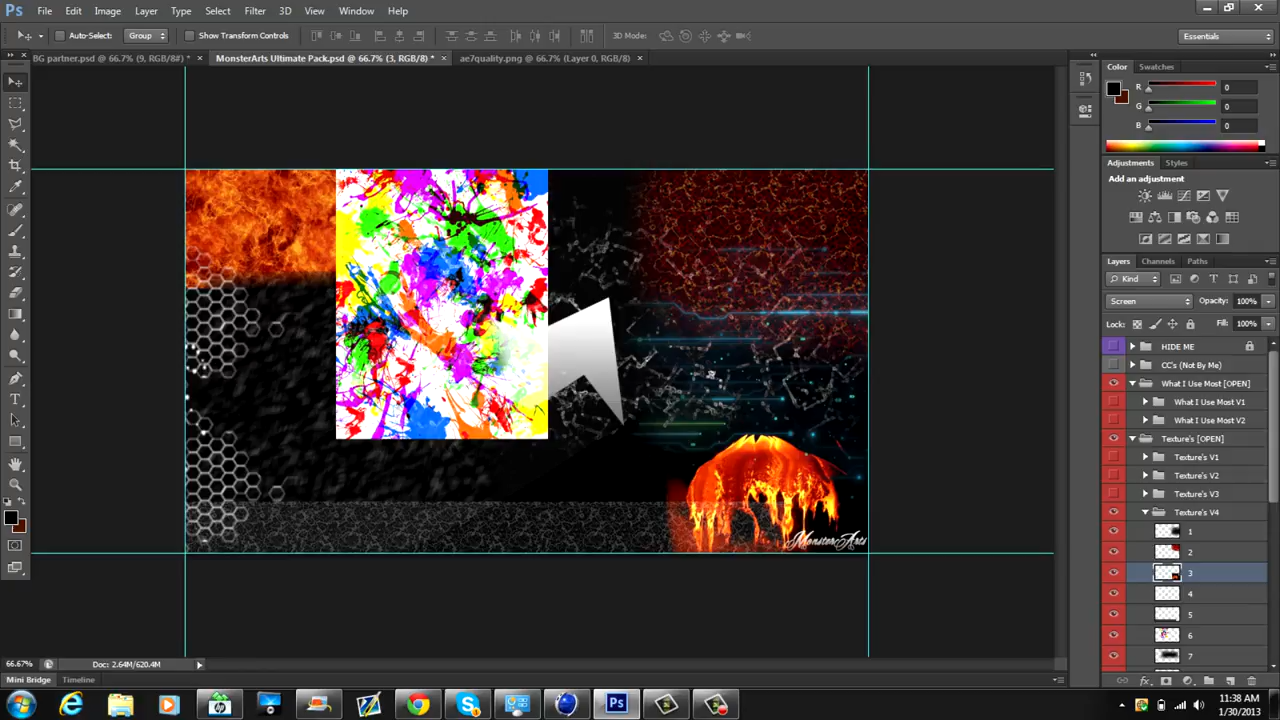 Ps File Edit Image Layer Type Select Filter 3D View Window Help
Auto-Select: Group Show Transform Controls 3D Mode: Essentials
BG partner.psd @ 66.7% (9, RGB/8#) * × MonsterArts Ultimate Pack.psd @ 66.7% (3, RGB/8) * × ae7quality.png @ 66.7% (Layer 0, RGB/8) ×
Color Swatches
R 0
G 0
B 0
Adjustments Styles
Add an adjustment
Layers Channels Paths
Kind
Screen Opacity: 100%
Lock: Fill: 100%
HIDE ME
CC's (Not By Me)
What I Use Most [OPEN]
What I Use Most V1
What I Use Most V2
Texture's [OPEN]
Texture's V1
Texture's V2
Texture's V3
Texture's V4
1
2
3
4
5
6
7
MonsterArts
66.67% Doc: 2.64M/620.4M
Mini Bridge Timeline
Ps
11:38 AM
1/30/2013